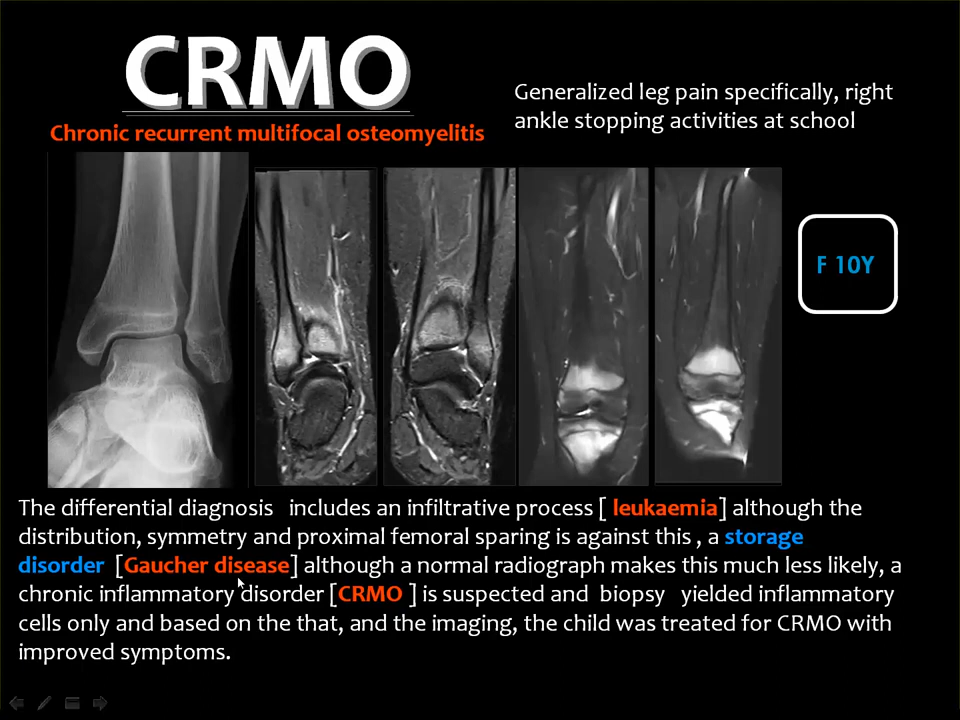 CRMO
Chronic recurrent multifocal osteomyelitis
Generalized leg pain specifically, right
ankle stopping activities at school
F 10Y
The differential diagnosis includes an infiltrative process [ leukaemia] although the
distribution, symmetry and proximal femoral sparing is against this , a storage
disorder [Gaucher disease] although a normal radiograph makes this much less likely, a
chronic inflammatory disorder [CRMO ] is suspected and biopsy yielded inflammatory
cells only and based on the that, and the imaging, the child was treated for CRMO with
improved symptoms.